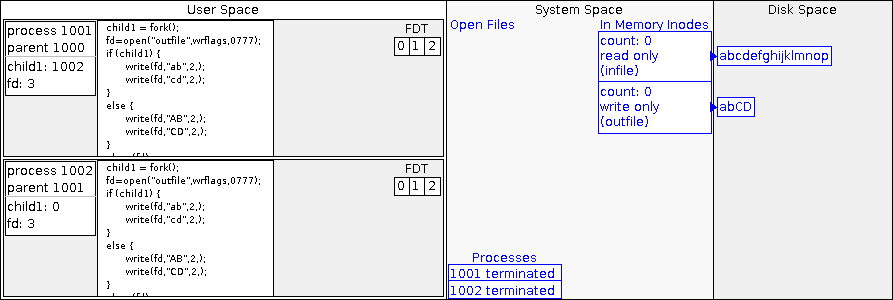 User Space
System Space
Disk Space
process 1001
parent 1000
child1: 1002
fd: 3
child1 = fork();
fd=open("outfile",wrflags,0777);
if (child1) {
write(fd,"ab",2,);
write(fd,"cd",2,);
}
else {
write(fd,"AB",2,);
write(fd,"CD",2,);
}
FDT
0 1 2
process 1002
parent 1001
child1: 0
fd: 3
child1 = fork();
fd=open("outfile",wrflags,0777);
if (child1) {
write(fd,"ab",2,);
write(fd,"cd",2,);
}
else {
write(fd,"AB",2,);
write(fd,"CD",2,);
}
FDT
0 1 2
Open Files
In Memory Inodes
count: 0
read only
(infile)
count: 0
write only
(outfile)
Processes
1001 terminated
1002 terminated
abcdefghijklmnop
abCD